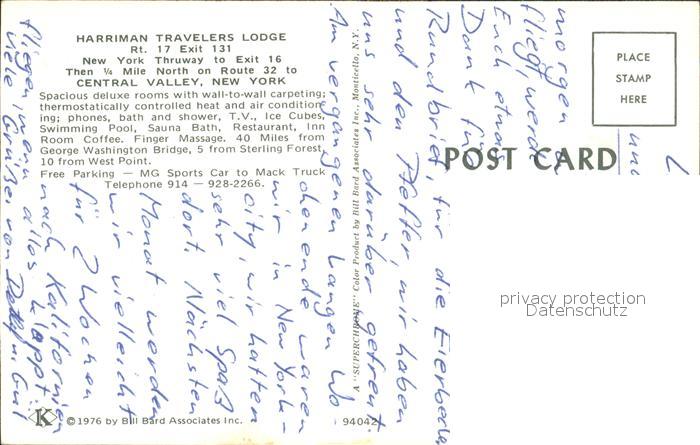 HARRIMAN TRAVELERS LODGE
Rt. 17 Exit 131
New York Thruway to Exit 16
Then ¼ Mile North on Route 32 to
CENTRAL VALLEY, NEW YORK
Spacious deluxe rooms with wall-to-wall carpeting;
thermostatically controlled heat and air condition-
ing; phones, bath and shower, T.V., Ice Cubes,
Swimming Pool, Sauna Bath, Restaurant, Inn
Room Coffee. Finger Massage. 40 Miles from
George Washington Bridge, 5 from Sterling Forest
10 from West Point.
Free Parking — MG Sports Car to Mack Truck
Telephone 914 — 928-2266.
PLACE
STAMP
HERE
POST CARD
morgen
fliegt, werde
Euch etwas
Dank für
Rundbrief, für die Eierbecher
und den Pfeffer, wir haben
uns sehr darüber gefreut.
Am vergangenen langen Wo-
chenende waren
wir in New York-
city, wir hatten
sehr viel Spaß
dort. Nächsten
Monat werden
wir vielleicht
für 2 Wochen
nach Kalifornien
fliegen, wenn alles klappt.
viele Grüße von
und
A "SUPERCHROME" Color Product by Bill Bard Associates Inc., Monticello, N.Y.
K
©1976 by Bill Bard Associates Inc.
94042
privacy protection
Datenschutz